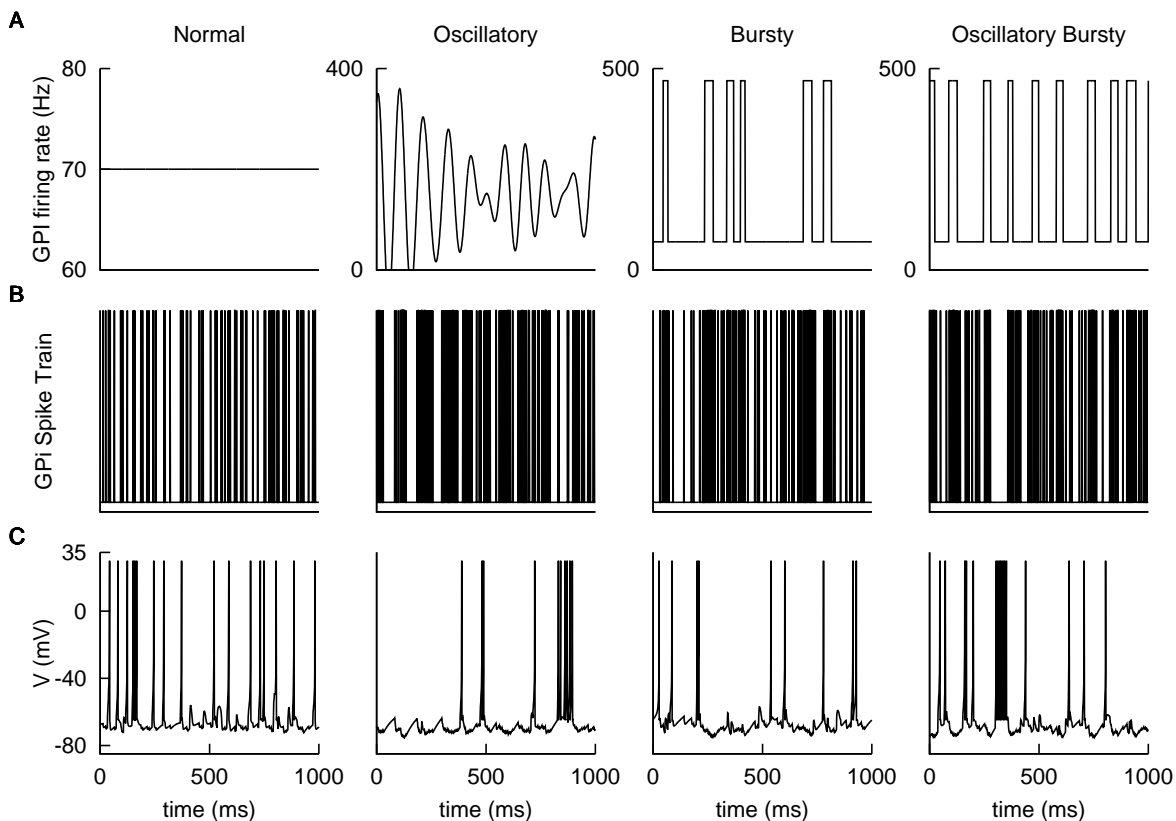 A
Normal Oscillatory Bursty Oscillatory Bursty
GPI firing rate (Hz)
80
70
60
400
0
500
0
500
0
B
GPi Spike Train
C
V (mV)
35
0
-40
-80
0 500 1000 0 500 1000 0 500 1000 0 500 1000
time (ms) time (ms) time (ms) time (ms)